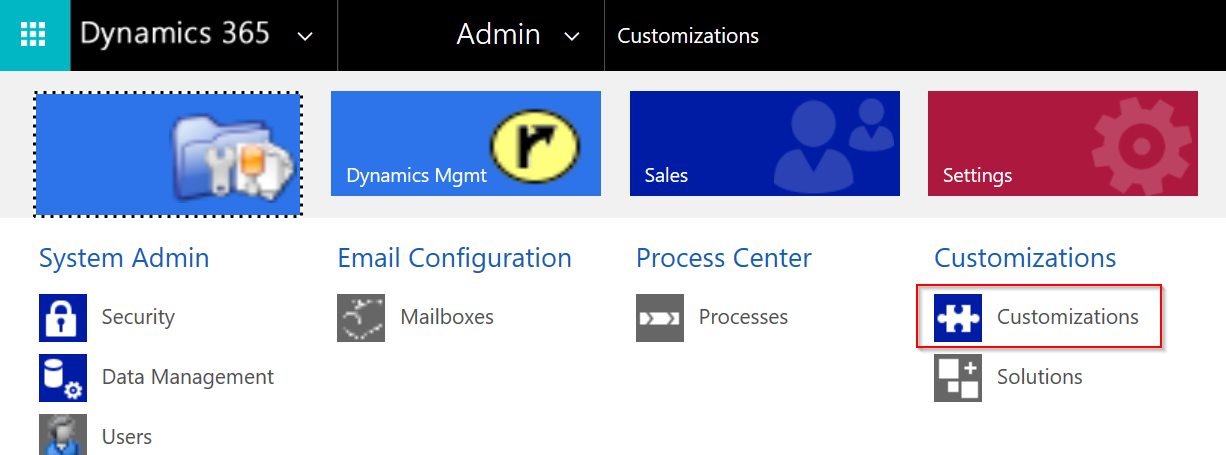 Dynamics 365 Admin Customizations
Dynamics Mgmt Sales Settings
System Admin Email Configuration Process Center Customizations
Security Mailboxes Processes Customizations
Data Management Solutions
Users